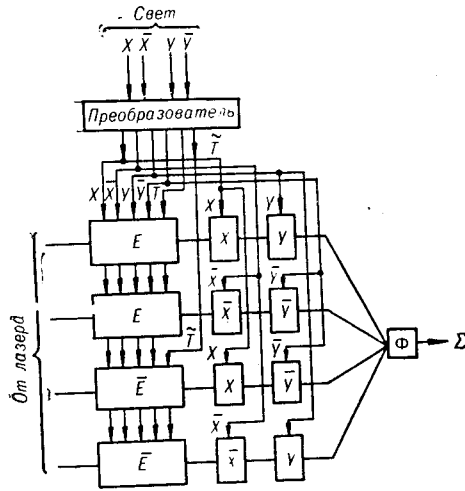 Свет
X X̄ Y Ȳ
Преобразователь
T̃
X X̄ Y Ȳ T
E X Y
X Y
E X̄ Ȳ
X̄ Ȳ
T̃
Ē X Ȳ
X Ȳ
Ē X̄ Y
X̄ Y
Ф Σ
От лазера